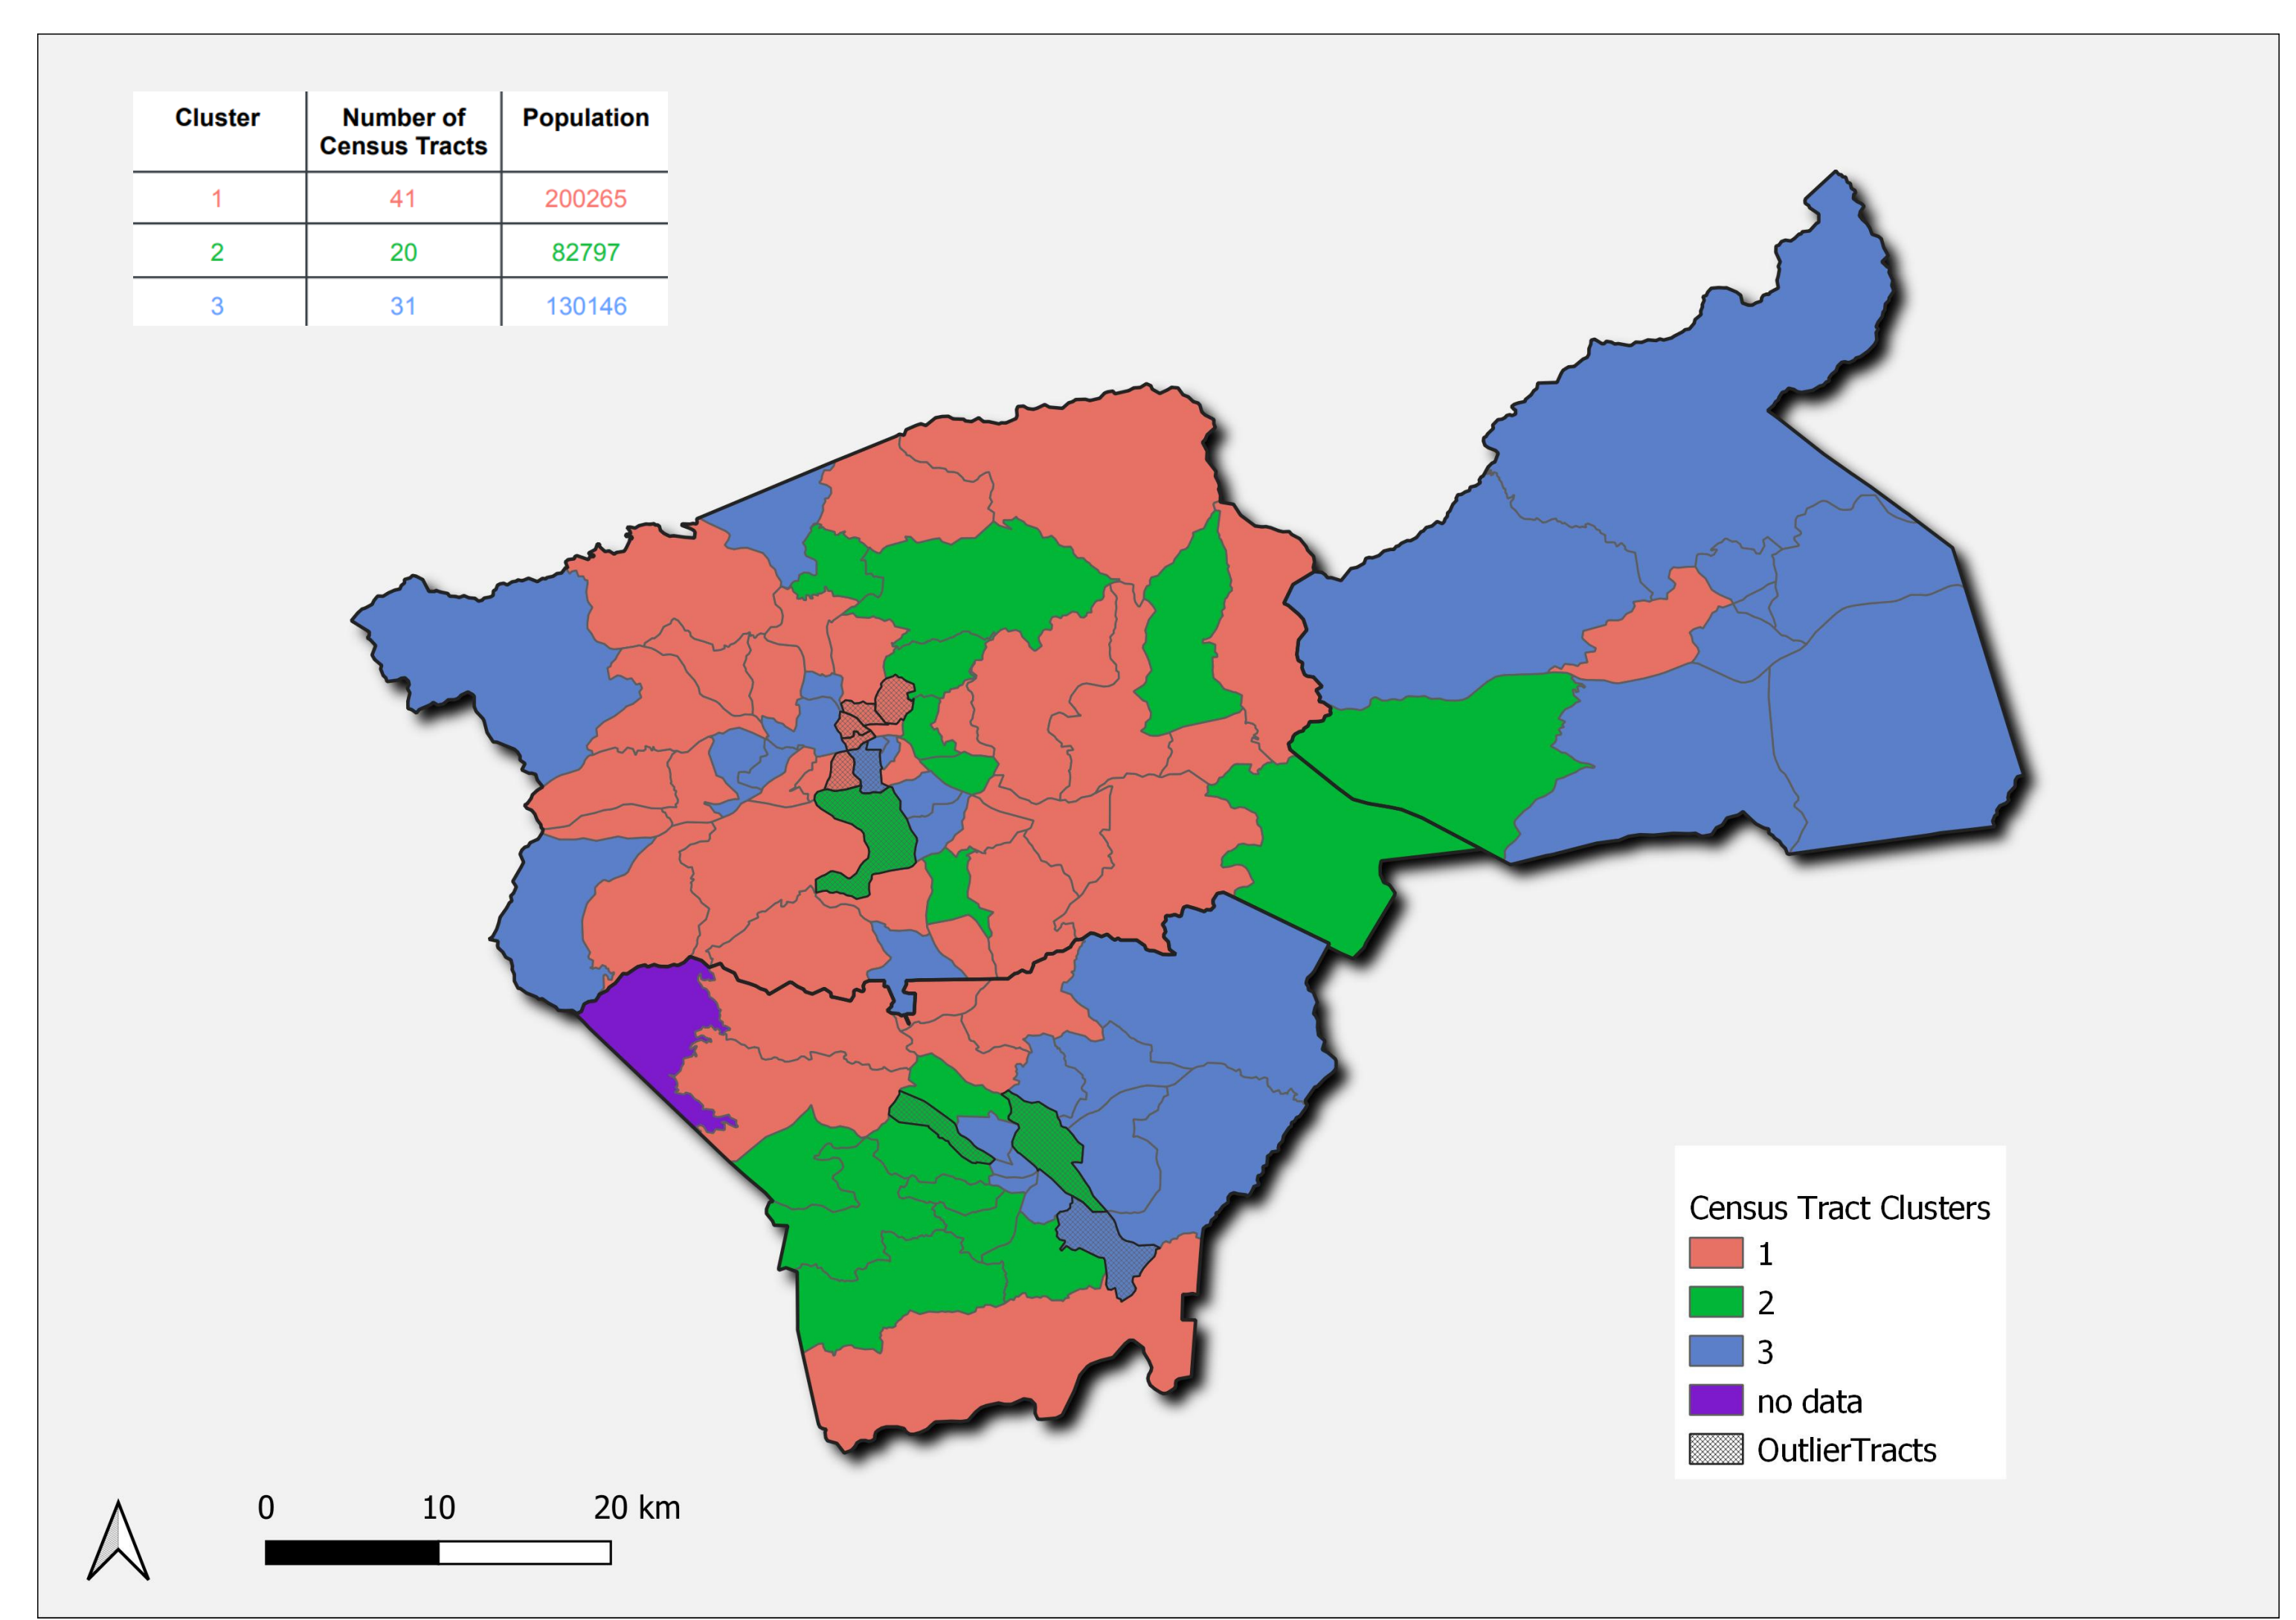 Cluster Number of Population
Census Tracts
1 41 200265
2 20 82797
3 31 130146
Census Tract Clusters
1
2
3
no data
OutlierTracts
0 10 20 km